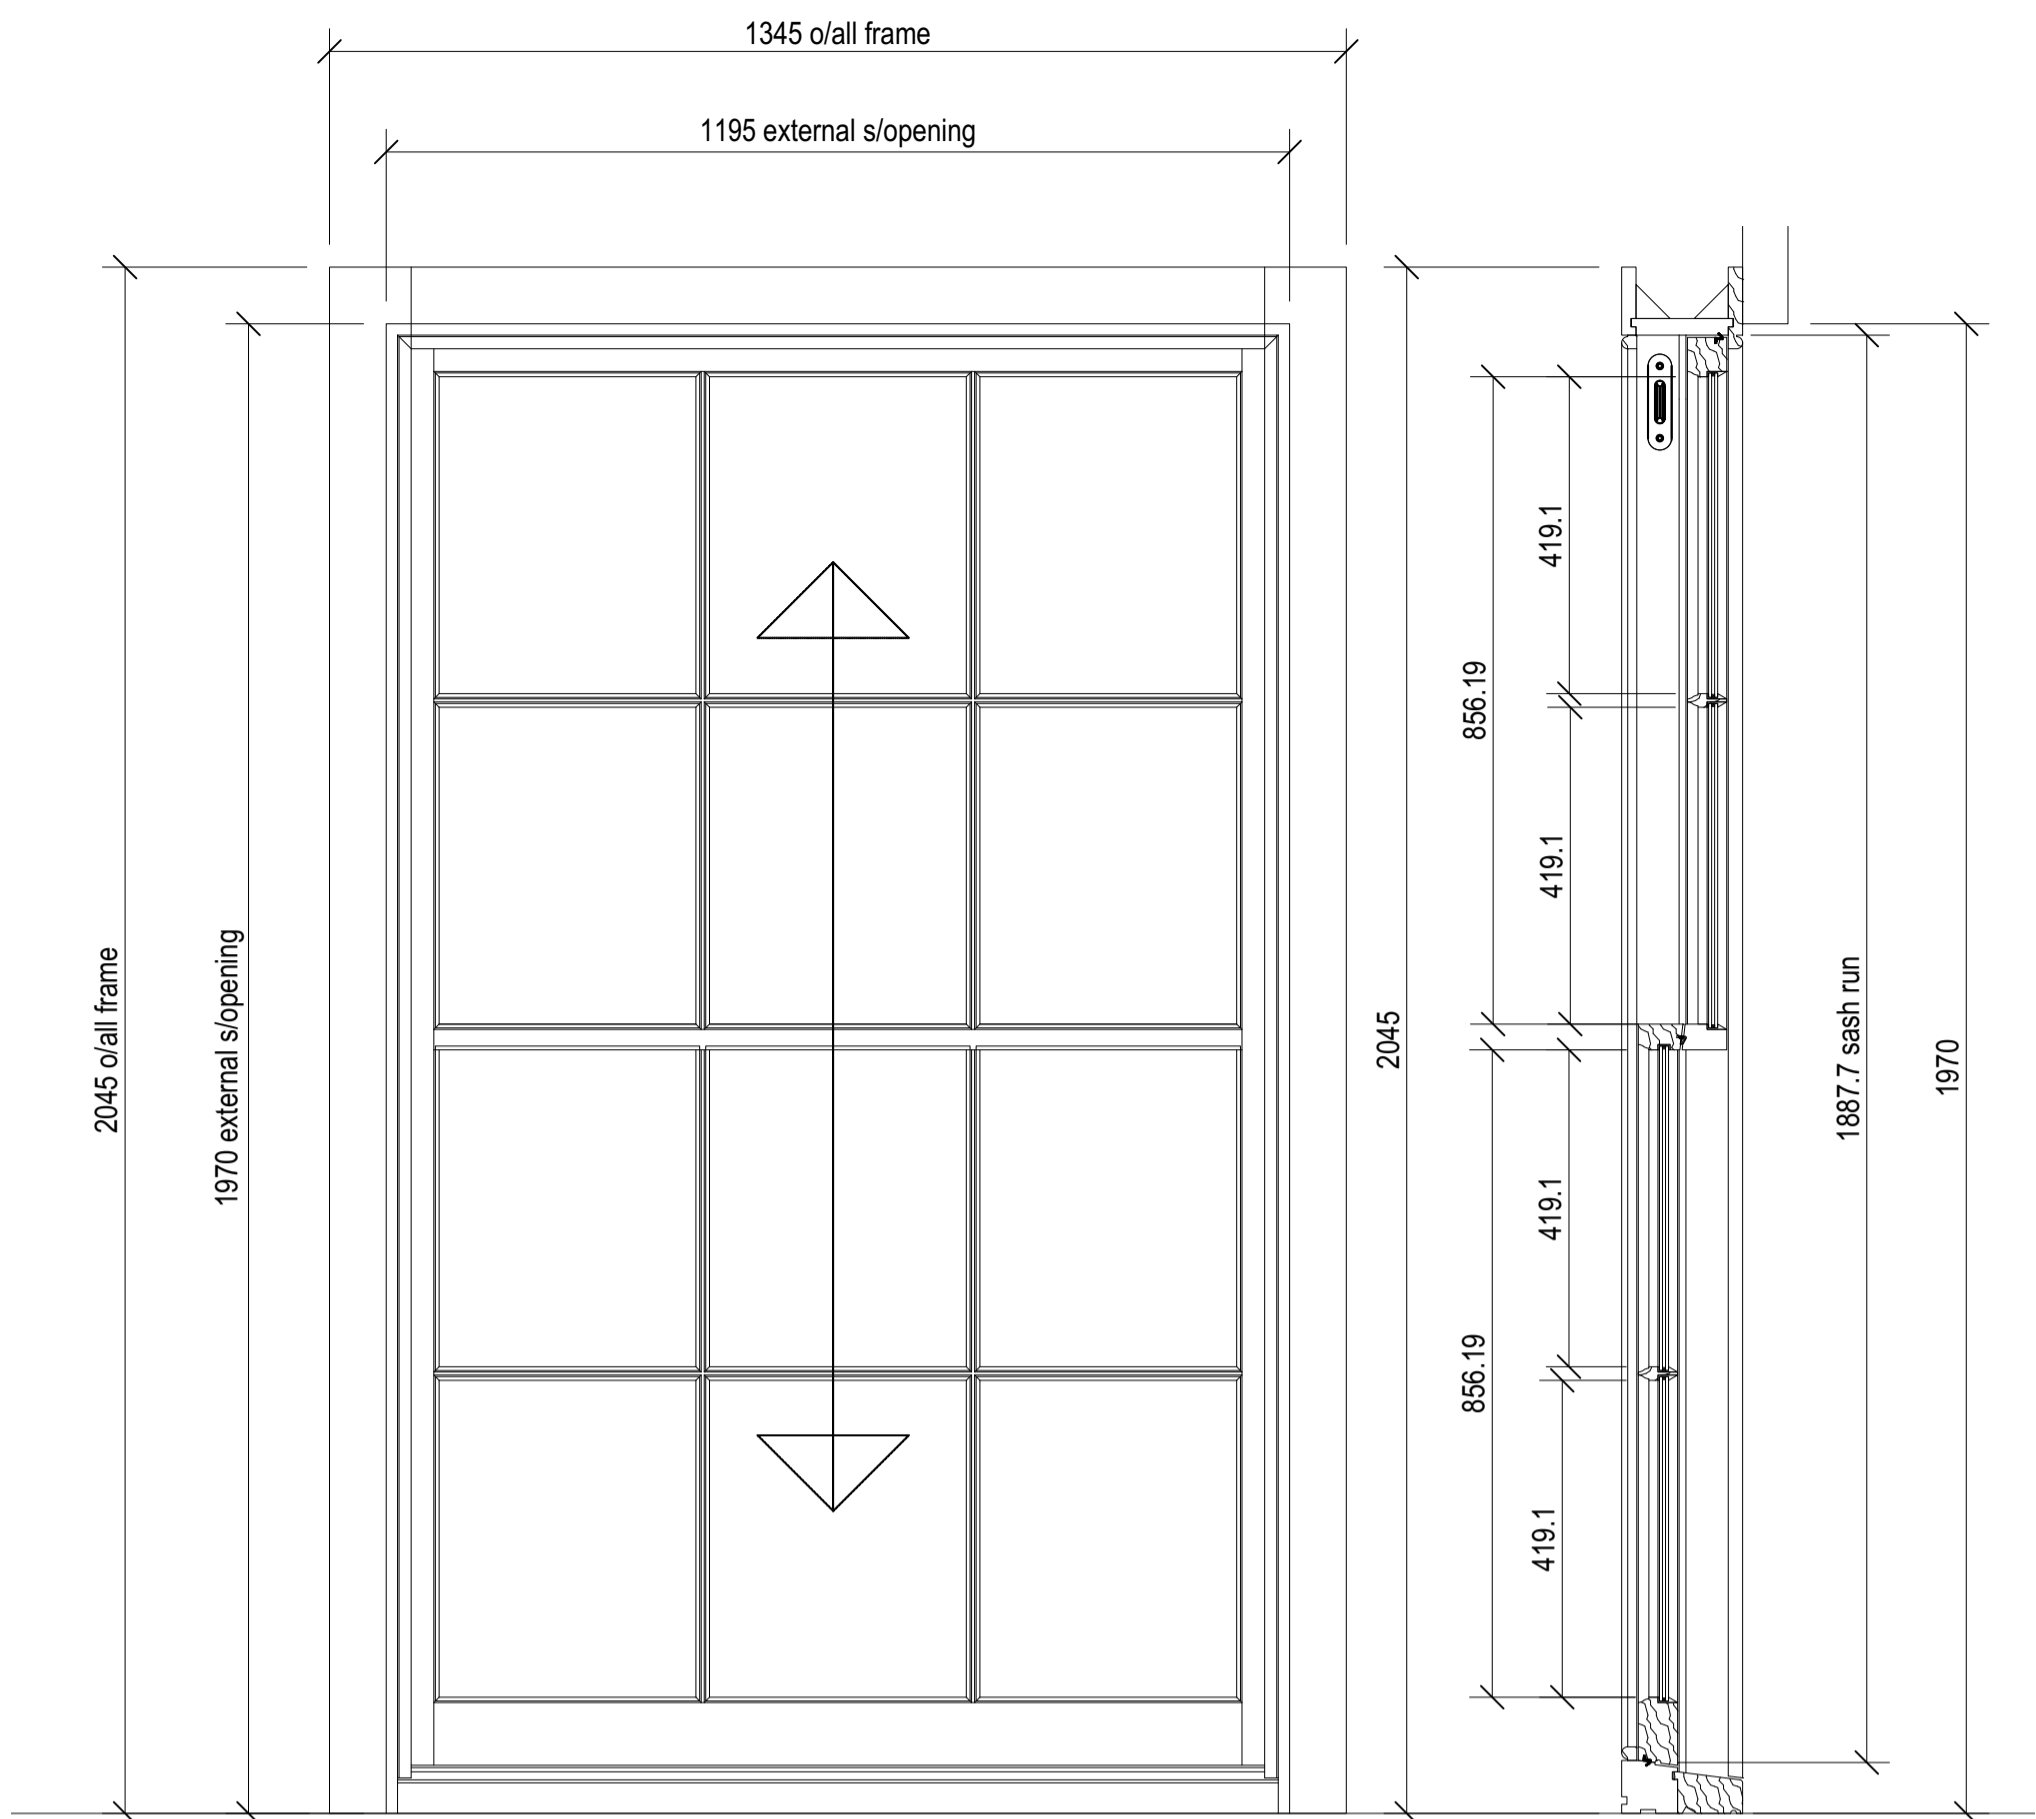 1345 o/all frame
1195 external s/opening
2045 o/all frame
1970 external s/opening
2045
856.19
419.1
419.1
856.19
419.1
419.1
1887.7 sash run
1970